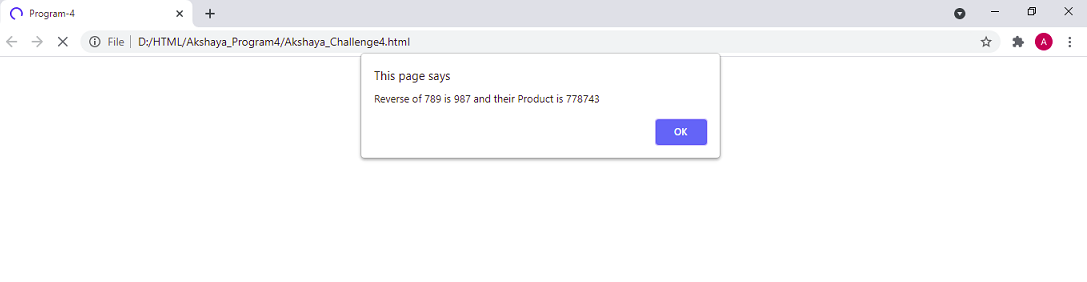 Program-4
File
D:/HTML/Akshaya_Program4/Akshaya_Challenge4.html
A
This page says
Reverse of 789 is 987 and their Product is 778743
OK